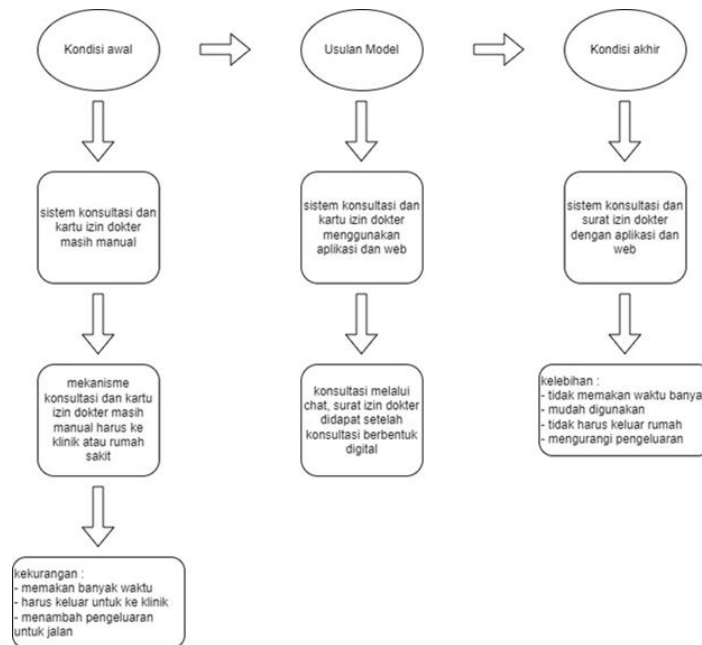 Kondisi awal
Usulan Model
Kondisi akhir
sistem konsultasi dan
kartu izin dokter
masih manual
sistem konsultasi dan
kartu izin dokter
menggunakan
aplikasi dan web
sistem konsultasi dan
surat izin dokter
dengan aplikasi dan
web
mekanisme
konsultasi dan kartu
izin dokter masih
manual harus ke
klinik atau rumah
sakit
konsultasi melalui
chat, surat izin dokter
didapat setelah
konsultasi berbentuk
digital
kelebihan :
- tidak memakan waktu banya
- mudah digunakan
- tidak harus keluar rumah
- mengurangi pengeluaran
kekurangan :
- memakan banyak waktu
- harus keluar untuk ke klinik
- menambah pengeluaran
untuk jalan